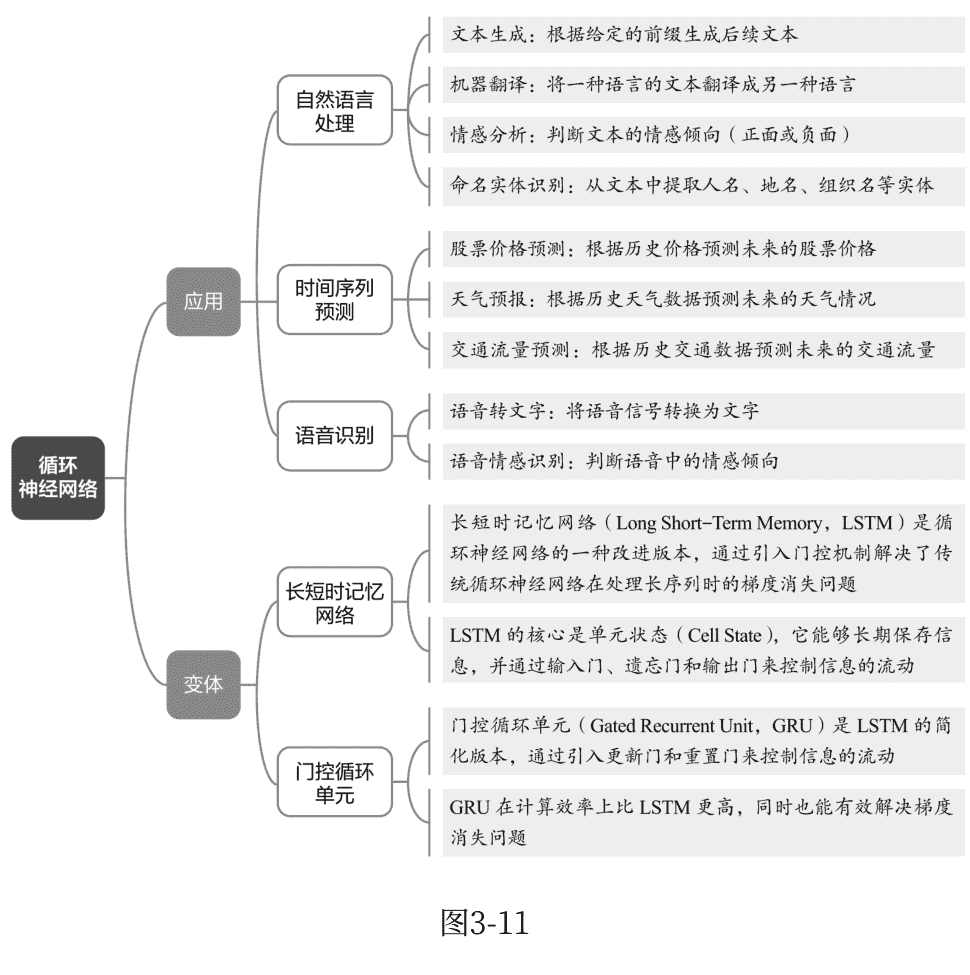 循环
神经网络
应用
自然语言
处理
文本生成：根据给定的前缀生成后续文本
机器翻译：将一种语言的文本翻译成另一种语言
情感分析：判断文本的情感倾向（正面或负面）
命名实体识别：从文本中提取人名、地名、组织名等实体
时间序列
预测
股票价格预测：根据历史价格预测未来的股票价格
天气预报：根据历史天气数据预测未来的天气情况
交通流量预测：根据历史交通数据预测未来的交通流量
语音识别
语音转文字：将语音信号转换为文字
语音情感识别：判断语音中的情感倾向
变体
长短时记忆
网络
长短时记忆网络（Long Short-Term Memory，LSTM）是循
环神经网络的一种改进版本，通过引入门控机制解决了传
统循环神经网络在处理长序列时的梯度消失问题
LSTM 的核心是单元状态（Cell State），它能够长期保存信
息，并通过输入门、遗忘门和输出门来控制信息的流动
门控循环
单元
门控循环单元（Gated Recurrent Unit，GRU）是 LSTM 的简
化版本，通过引入更新门和重置门来控制信息的流动
GRU 在计算效率上比 LSTM 更高，同时也能有效解决梯度
消失问题
图3-11